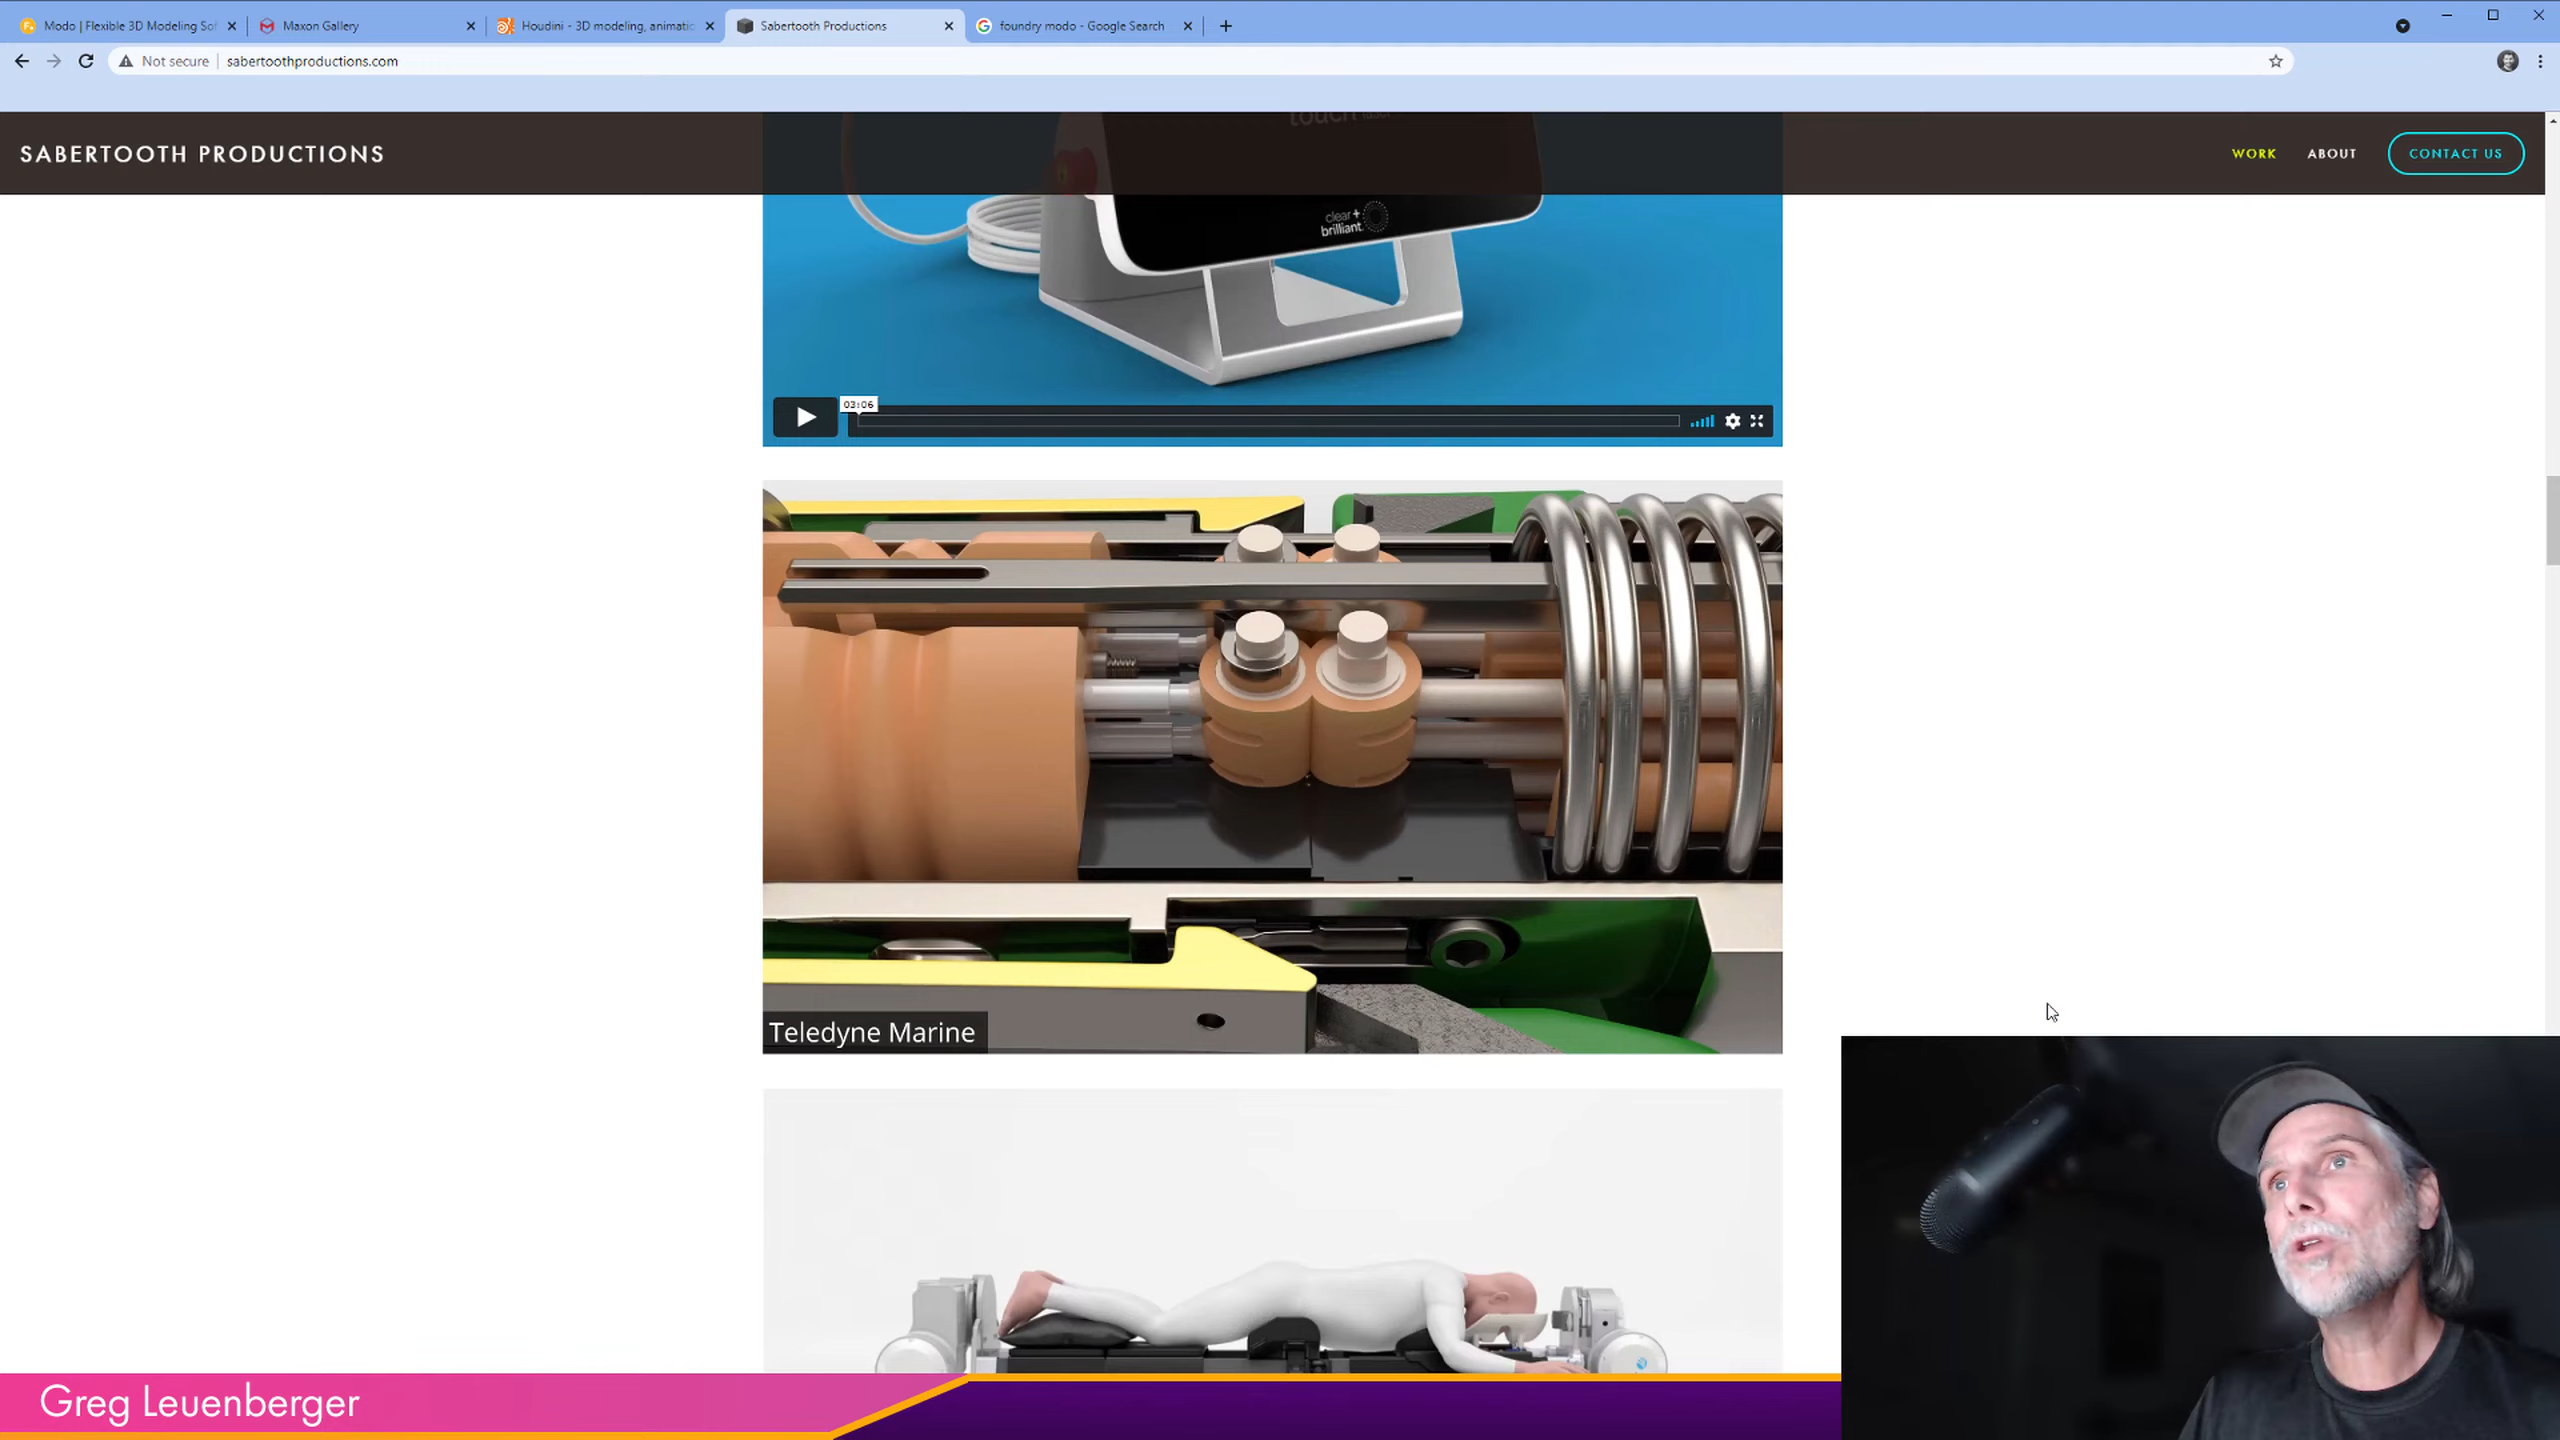 Modo | Flexible 3D Modeling Sof
Maxon Gallery
Houdini - 3D modeling, animatic
Sabertooth Productions
foundry modo - Google Search
Not secure
sabertoothproductions.com
SABERTOOTH PRODUCTIONS
WORK
ABOUT
CONTACT US
touch
clear+
brilliant
03:06
Teledyne Marine
Greg Leuenberger